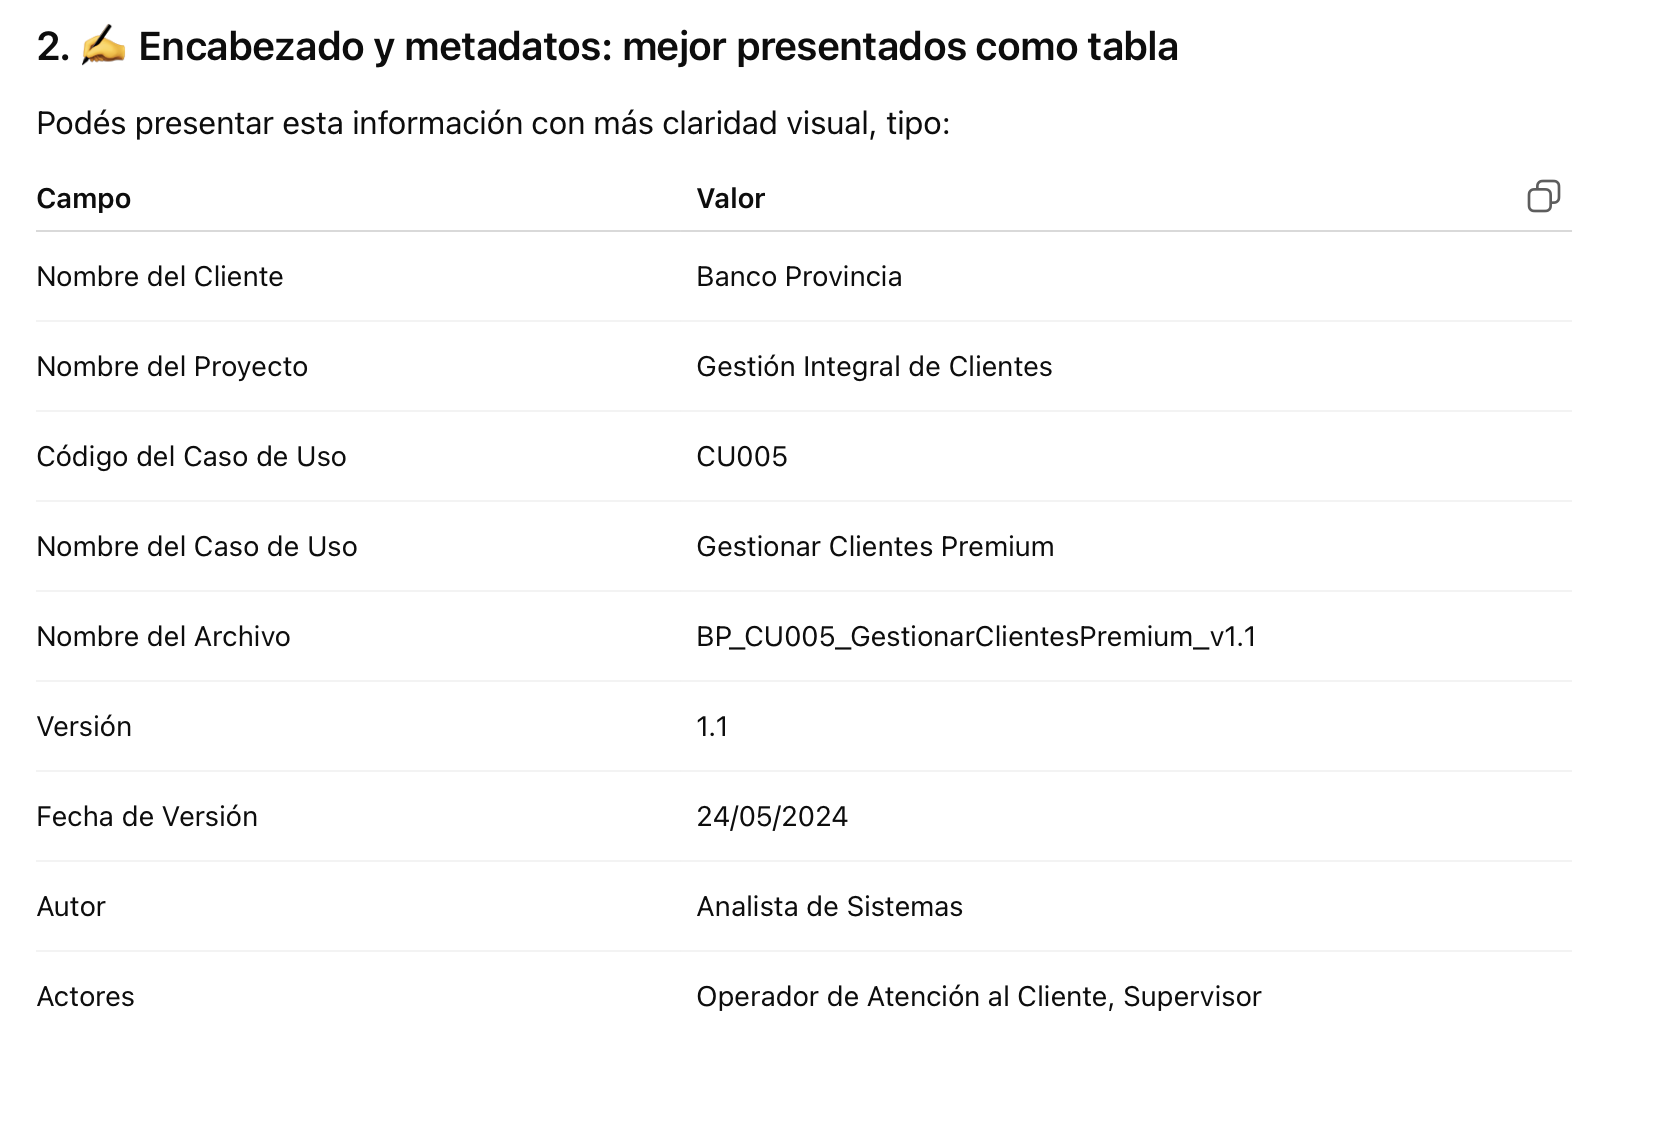 2. ✍️ Encabezado y metadatos: mejor presentados como tabla
Podés presentar esta información con más claridad visual, tipo:
Campo Valor
Nombre del Cliente Banco Provincia
Nombre del Proyecto Gestión Integral de Clientes
Código del Caso de Uso CU005
Nombre del Caso de Uso Gestionar Clientes Premium
Nombre del Archivo BP_CU005_GestionarClientesPremium_v1.1
Versión 1.1
Fecha de Versión 24/05/2024
Autor Analista de Sistemas
Actores Operador de Atención al Cliente, Supervisor